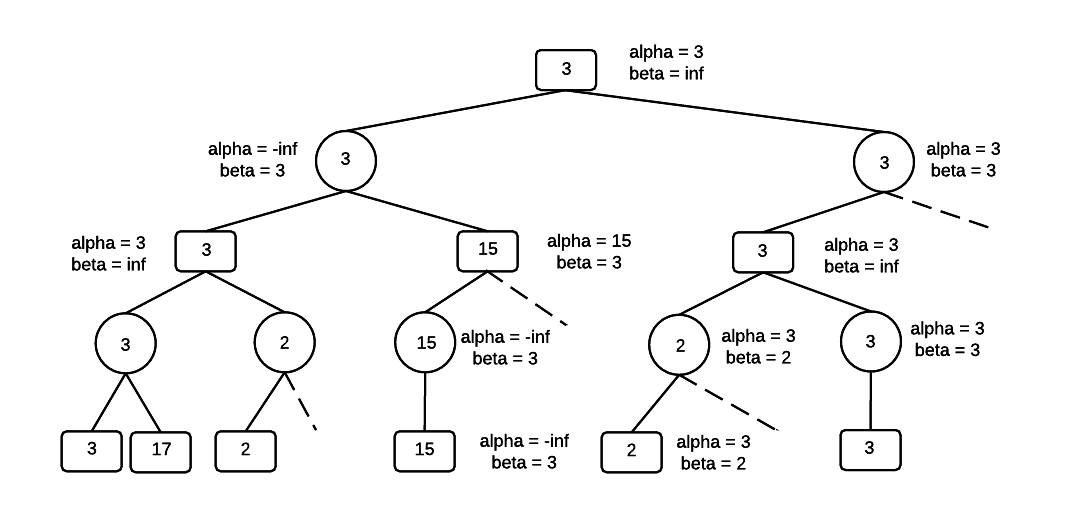 alpha = 3
3
beta = inf
alpha = -inf
beta = 3
3
3
alpha = 3
beta = 3
alpha = 3
beta = inf
3
15
alpha = 15
beta = 3
3
alpha = 3
beta = inf
3
2
15
alpha = -inf
beta = 3
2
alpha = 3
beta = 2
3
alpha = 3
beta = 3
3
17
2
15
alpha = -inf
beta = 3
2
alpha = 3
beta = 2
3